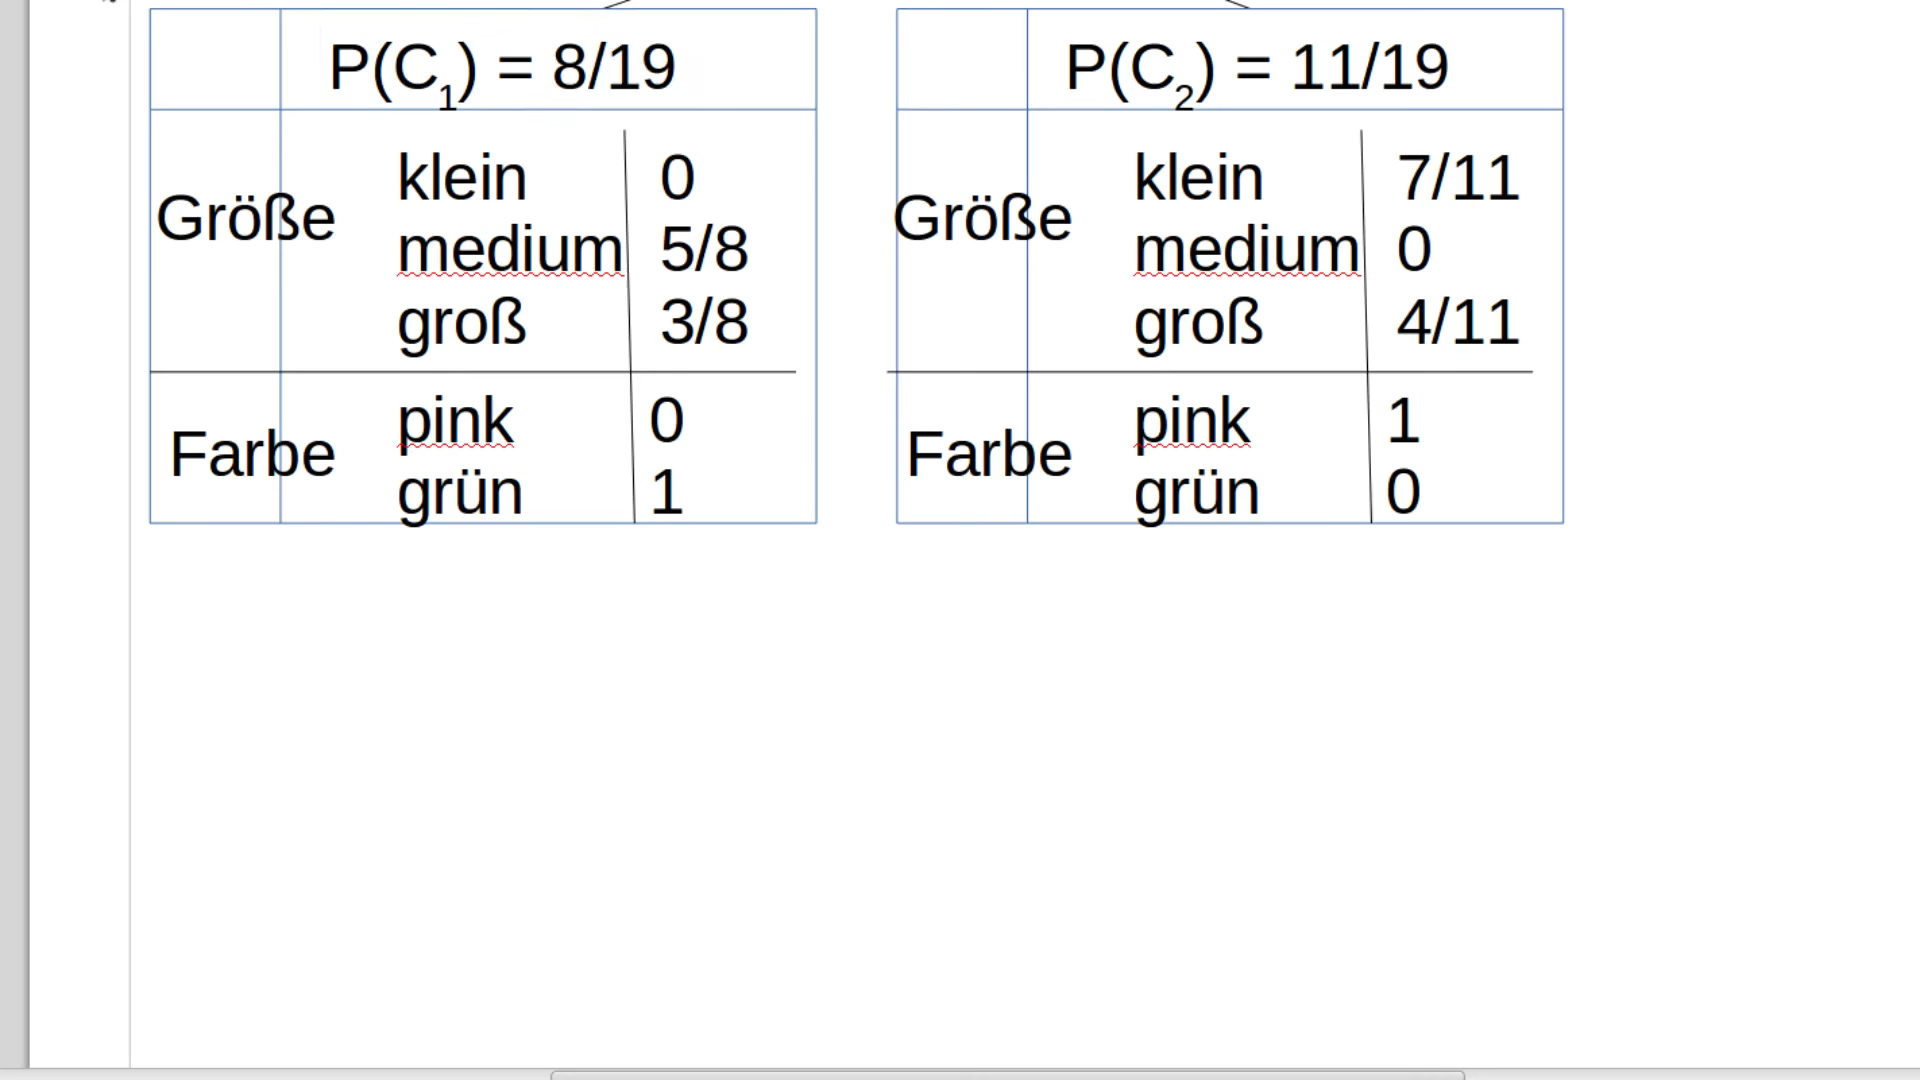 P(C1) = 8/19
Größe
klein 0
medium 5/8
groß 3/8
Farbe
pink 0
grün 1
P(C2) = 11/19
Größe
klein 7/11
medium 0
groß 4/11
Farbe
pink 1
grün 0